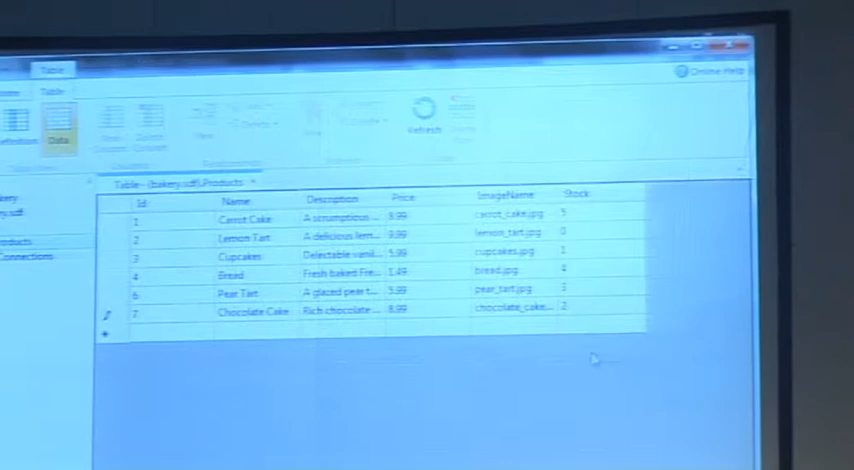 Table
Online Help
Table
Data
Refresh
Table - (bakery.sdf).Products
Id Name Description Price ImageName Stock
1 Carrot Cake A scrumptious ... 8.99 carrot_cake.jpg 5
2 Lemon Tart A delicious lem... 9.99 lemon_tart.jpg 0
3 Cupcakes Delectable vanil... 5.99 cupcakes.jpg 1
4 Bread Fresh baked Fre... 1.49 bread.jpg 4
6 Pear Tart A glazed pear t... 5.99 pear_tart.jpg 3
7 Chocolate Cake Rich chocolate ... 8.99 chocolate_cake... 2
Connections